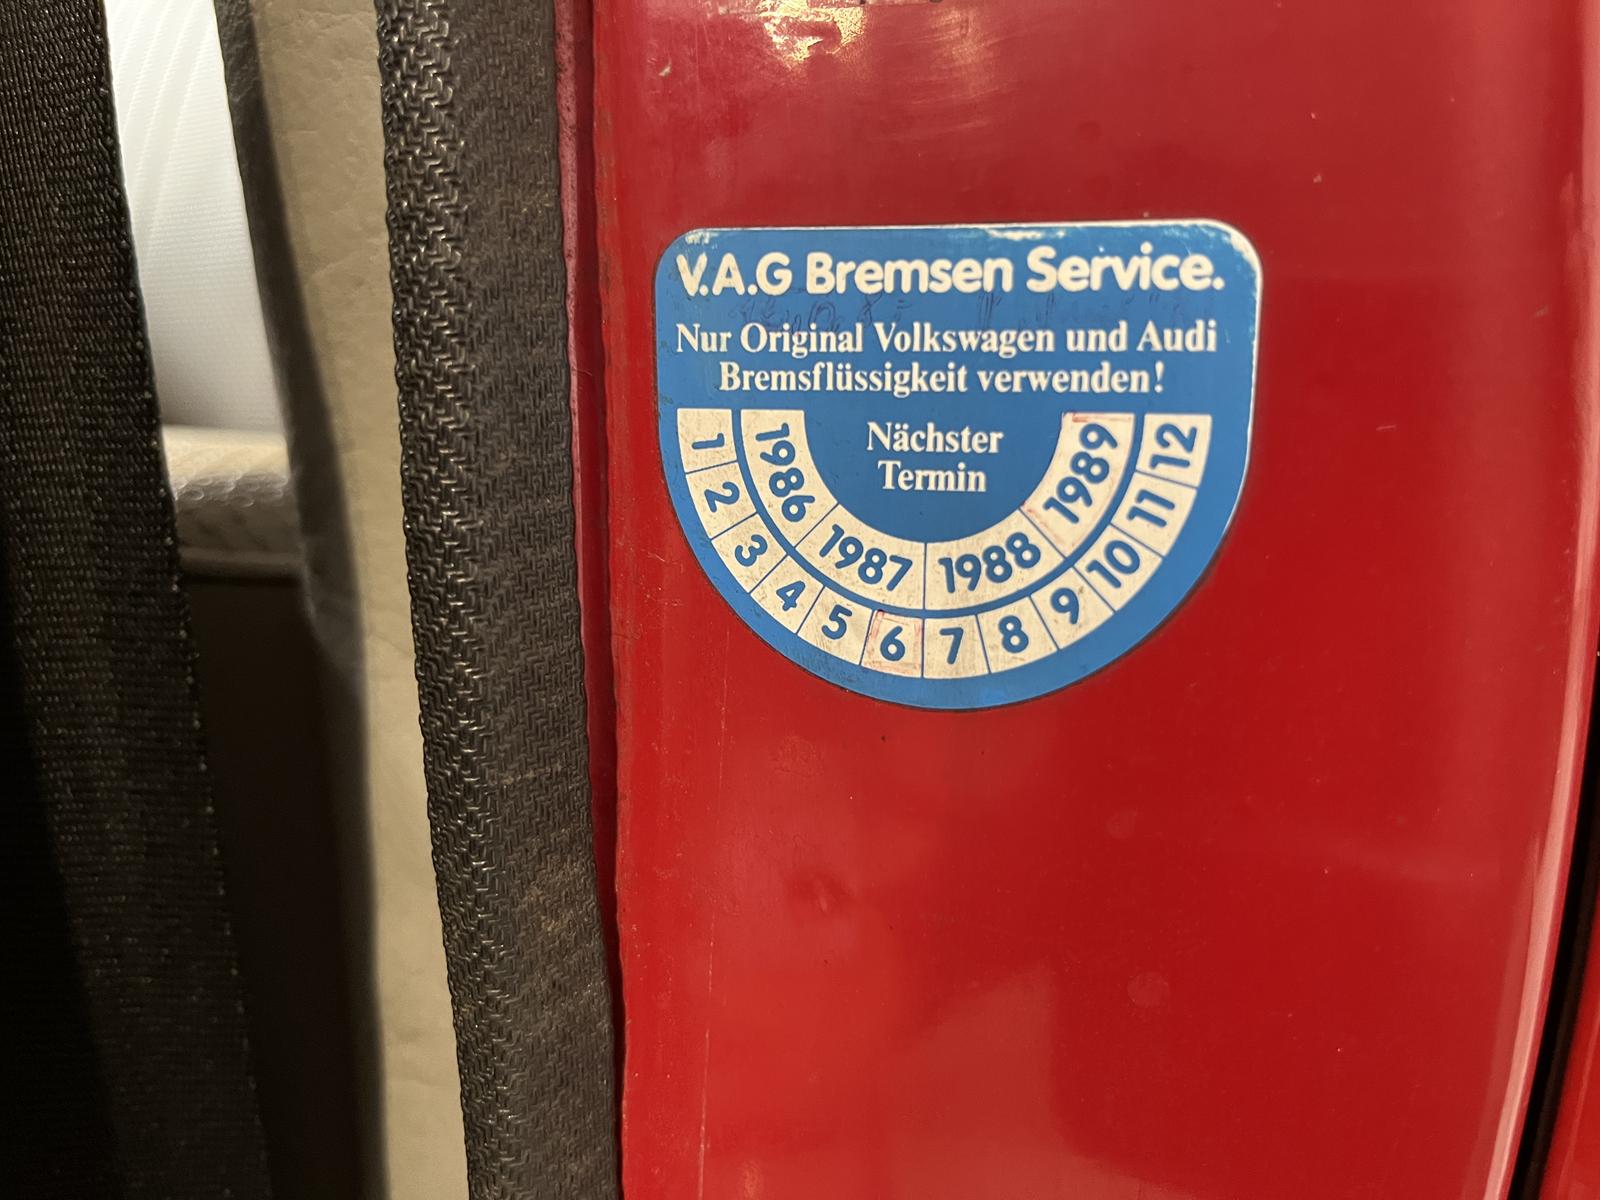 V.A.G Bremsen Service.
Nur Original Volkswagen und Audi
Bremsflüssigkeit verwenden!
Nächster
Termin
1986 1987 1988 1989
1 2 3 4 5 6 7 8 9 10 11 12